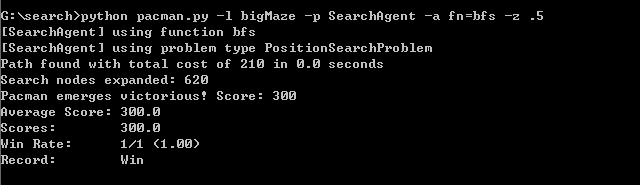 G:\search>python pacman.py -l bigMaze -p SearchAgent -a fn=bfs -z .5
[SearchAgent] using function bfs
[SearchAgent] using problem type PositionSearchProblem
Path found with total cost of 210 in 0.0 seconds
Search nodes expanded: 620
Pacman emerges victorious! Score: 300
Average Score: 300.0
Scores:        300.0
Win Rate:      1/1 (1.00)
Record:        Win